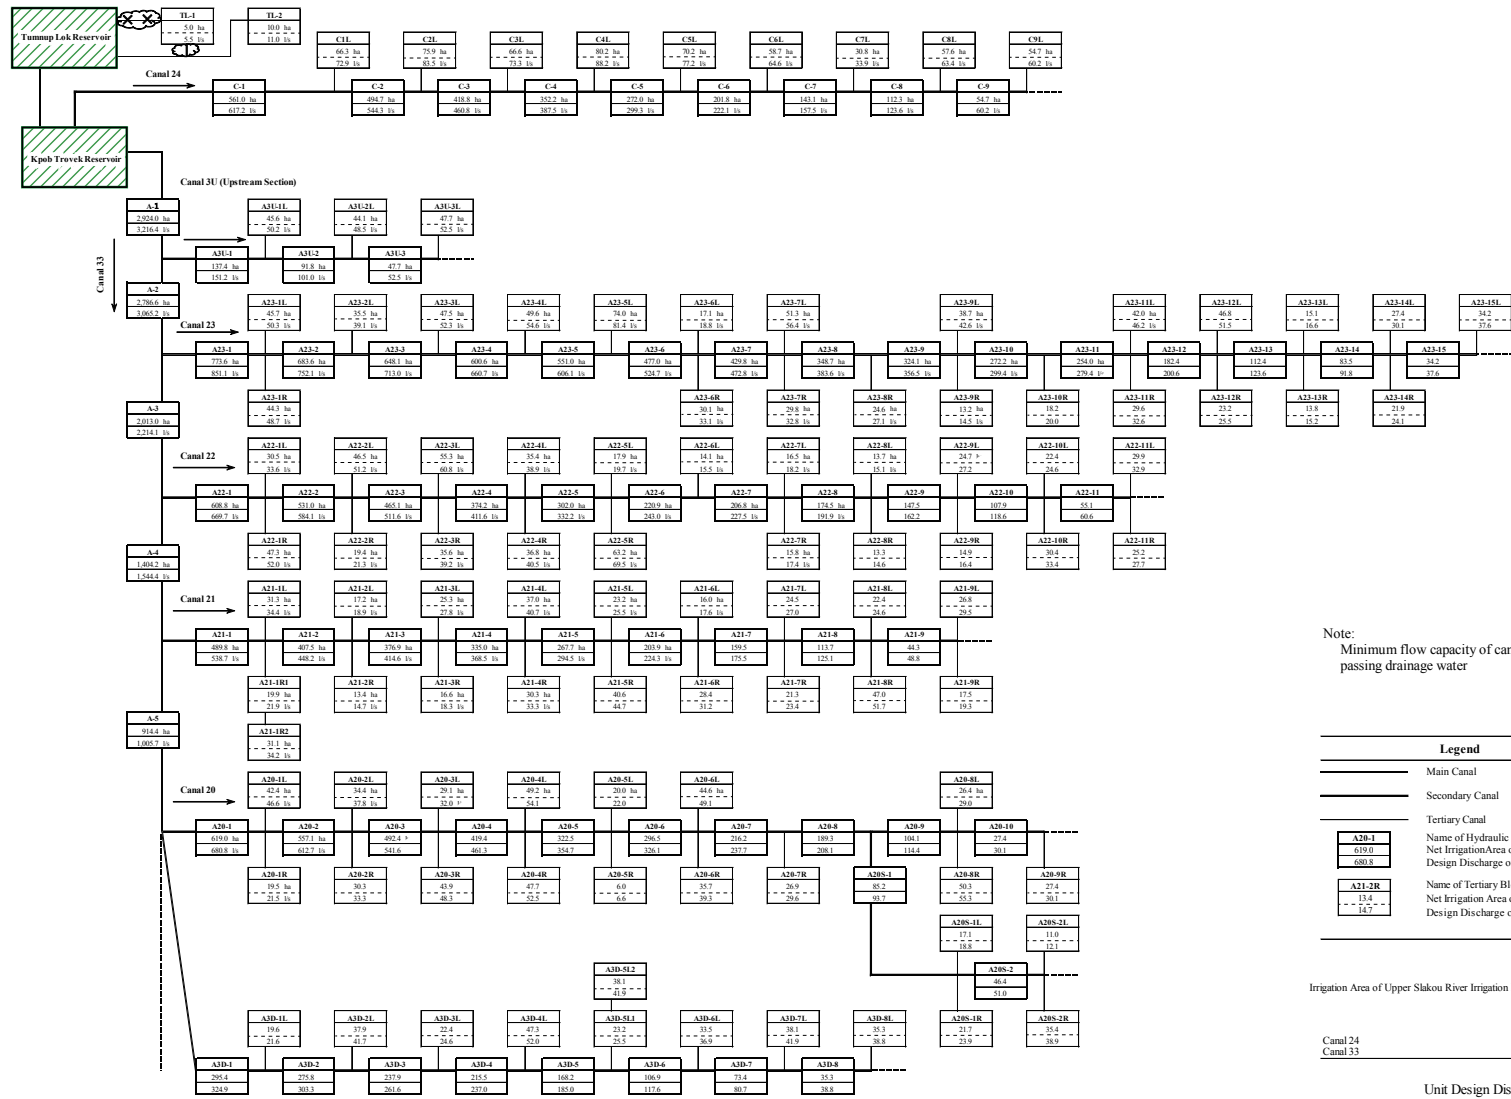 Tumnup Lok Reservoir
TL-1
5.0 ha
5.5 l/s
TL-2
10.0 ha
11.0 l/s
C1L
66.3 ha
72.9 l/s
C2L
75.9 ha
83.5 l/s
C3L
66.6 ha
73.3 l/s
C4L
80.2 ha
88.2 l/s
C5L
70.2 ha
77.2 l/s
C6L
58.7 ha
64.6 l/s
C7L
30.8 ha
33.9 l/s
C8L
57.6 ha
63.4 l/s
C9L
54.7 ha
60.2 l/s
Canal 24
C-1
561.0 ha
617.2 l/s
C-2
494.7 ha
544.3 l/s
C-3
418.8 ha
460.8 l/s
C-4
352.2 ha
387.5 l/s
C-5
272.0 ha
299.3 l/s
C-6
201.8 ha
222.1 l/s
C-7
143.1 ha
157.5 l/s
C-8
112.3 ha
123.6 l/s
C-9
54.7 ha
60.2 l/s
Kpob Trovek Reservoir
Canal 3U (Upstream Section)
A-1
2,924.0 ha
3,216.4 l/s
A3U-1L
45.6 ha
50.2 l/s
A3U-2L
44.1 ha
48.5 l/s
A3U-3L
47.7 ha
52.5 l/s
Canal 33
A3U-1
137.4 ha
151.2 l/s
A3U-2
91.8 ha
101.0 l/s
A3U-3
47.7 ha
52.5 l/s
A-2
2,786.6 ha
3,065.2 l/s
A23-1L
45.7 ha
50.3 l/s
A23-2L
35.5 ha
39.1 l/s
A23-3L
47.5 ha
52.3 l/s
A23-4L
49.6 ha
54.6 l/s
A23-5L
74.0 ha
81.4 l/s
A23-6L
17.1 ha
18.8 l/s
A23-7L
51.3 ha
56.4 l/s
A23-9L
38.7 ha
42.6 l/s
A23-11L
42.0 ha
46.2 l/s
A23-12L
46.8
51.5
A23-13L
15.1
16.6
A23-14L
27.4
30.1
A23-15L
34.2
37.6
Canal 23
A23-1
773.6 ha
851.1 l/s
A23-2
683.6 ha
752.1 l/s
A23-3
648.1 ha
713.0 l/s
A23-4
600.6 ha
660.7 l/s
A23-5
551.0 ha
606.1 l/s
A23-6
477.0 ha
524.7 l/s
A23-7
429.8 ha
472.8 l/s
A23-8
348.7 ha
383.6 l/s
A23-9
324.1 ha
356.5 l/s
A23-10
272.2 ha
299.4 l/s
A23-11
254.0 ha
279.4 l/s
A23-12
182.4
200.6
A23-13
112.4
123.6
A23-14
83.5
91.8
A23-15
34.2
37.6
A-3
2,013.0 ha
2,214.1 l/s
A23-1R
44.3 ha
48.7 l/s
A23-6R
30.1 ha
33.1 l/s
A23-7R
29.8 ha
32.8 l/s
A23-8R
24.6 ha
27.1 l/s
A23-9R
13.2 ha
14.5 l/s
A23-10R
18.2
20.0
A23-11R
29.6
32.6
A23-12R
23.2
25.5
A23-13R
13.8
15.2
A23-14R
21.9
24.1
A22-1L
30.5 ha
33.6 l/s
A22-2L
46.5 ha
51.2 l/s
A22-3L
55.3 ha
60.8 l/s
A22-4L
35.4 ha
38.9 l/s
A22-5L
17.9 ha
19.7 l/s
A22-6L
14.1 ha
15.5 l/s
A22-7L
16.5 ha
18.2 l/s
A22-8L
13.7 ha
15.1 l/s
A22-9L
24.7
27.2
A22-10L
22.4
24.6
A22-11L
29.9
32.9
Canal 22
A22-1
608.8 ha
669.7 l/s
A22-2
531.0 ha
584.1 l/s
A22-3
465.1 ha
511.6 l/s
A22-4
374.2 ha
411.6 l/s
A22-5
302.0 ha
332.2 l/s
A22-6
220.9 ha
243.0 l/s
A22-7
206.8 ha
227.5 l/s
A22-8
174.5 ha
191.9 l/s
A22-9
147.5
162.2
A22-10
107.9
118.6
A22-11
55.1
60.6
A-4
1,404.2 ha
1,544.4 l/s
A22-1R
47.3 ha
52.0 l/s
A22-2R
19.4 ha
21.3 l/s
A22-3R
35.6 ha
39.2 l/s
A22-4R
36.8 ha
40.5 l/s
A22-5R
63.2 ha
69.5 l/s
A22-7R
15.8 ha
17.4 l/s
A22-8R
13.3
14.6
A22-9R
14.9
16.4
A22-10R
30.4
33.4
A22-11R
25.2
27.7
A21-1L
31.3 ha
34.4 l/s
A21-2L
17.2 ha
18.9 l/s
A21-3L
25.3 ha
27.8 l/s
A21-4L
37.0 ha
40.7 l/s
A21-5L
23.2 ha
25.5 l/s
A21-6L
16.0 ha
17.6 l/s
A21-7L
24.5
27.0
A21-8L
22.4
24.6
A21-9L
26.8
29.5
Canal 21
A21-1
489.8 ha
538.7 l/s
A21-2
407.5 ha
448.2 l/s
A21-3
376.9 ha
414.6 l/s
A21-4
335.0 ha
368.5 l/s
A21-5
267.7 ha
294.5 l/s
A21-6
203.9 ha
224.3 l/s
A21-7
159.5
175.5
A21-8
113.7
125.1
A21-9
44.3
48.8
A21-1R1
19.9 ha
21.9 l/s
A21-2R
13.4 ha
14.7 l/s
A21-3R
16.6 ha
18.3 l/s
A21-4R
30.3 ha
33.3 l/s
A21-5R
40.6
44.7
A21-6R
28.4
31.2
A21-7R
21.3
23.4
A21-8R
47.0
51.7
A21-9R
17.5
19.3
A-5
914.4 ha
1,005.7 l/s
A21-1R2
31.1 ha
34.2 l/s
A20-1L
42.4 ha
46.6 l/s
A20-2L
34.4 ha
37.8 l/s
A20-3L
29.1 ha
32.0
A20-4L
49.2 ha
54.1
A20-5L
20.0 ha
22.0
A20-6L
44.6 ha
49.1
A20-8L
26.4 ha
29.0
Canal 20
A20-1
619.0 ha
680.8 l/s
A20-2
557.1 ha
612.7 l/s
A20-3
492.4
541.6
A20-4
419.4
461.3
A20-5
322.5
354.7
A20-6
296.5
326.1
A20-7
216.2
237.7
A20-8
189.3
208.1
A20-9
104.1
114.4
A20-10
27.4
30.1
A20-1R
19.5 ha
21.5 l/s
A20-2R
30.3
33.3
A20-3R
43.9
48.3
A20-4R
47.7
52.5
A20-5R
6.0
6.6
A20-6R
35.7
39.3
A20-7R
26.9
29.6
A20S-1
85.2
93.7
A20-8R
50.3
55.3
A20-9R
27.4
30.1
A20S-1L
17.1
18.8
A20S-2L
11.0
12.1
A3D-5L2
38.1
41.9
A20S-2
46.4
51.0
A3D-1L
19.6
21.6
A3D-2L
37.9
41.7
A3D-3L
22.4
24.6
A3D-4L
47.3
52.0
A3D-5L1
23.2
25.5
A3D-6L
33.5
36.9
A3D-7L
38.1
41.9
A3D-8L
35.3
38.8
A20S-1R
21.7
23.9
A20S-2R
35.4
38.9
A3D-1
295.4
324.9
A3D-2
275.8
303.3
A3D-3
237.9
261.6
A3D-4
215.5
237.0
A3D-5
168.2
185.0
A3D-6
106.9
117.6
A3D-7
73.4
80.7
A3D-8
35.3
38.8
Note:
Minimum flow capacity of
passing drainage water
Legend
Main Canal
Secondary Canal
Tertiary Canal
A20-1
619.0
680.8
Name of Hydraulic
Net Irrigation Area
Design Discharge
A21-2R
13.4
14.7
Name of Tertiary
Net Irrigation Area
Design Discharge
Irrigation Area of Upper Slakou River Irrigation
Canal 24
Canal 33
Unit Design